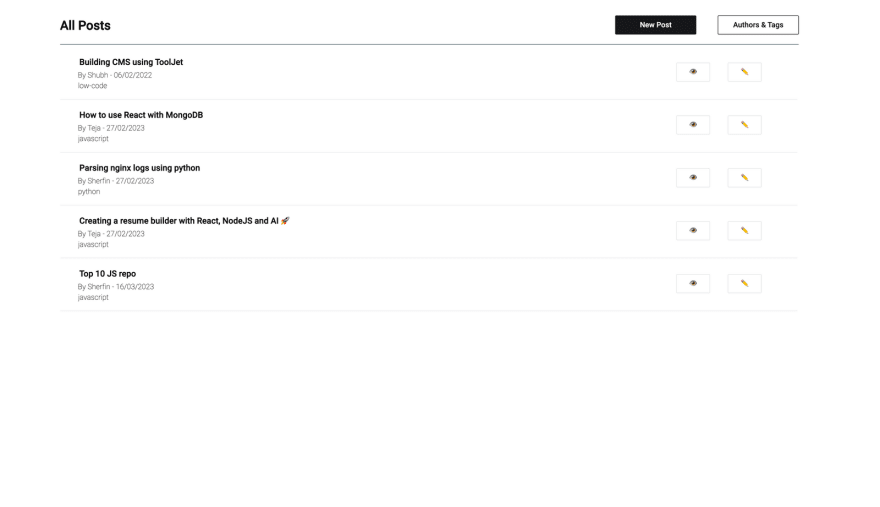 All Posts
New Post
Authors & Tags
Building CMS using ToolJet
By Shubh - 06/02/2022
low-code
How to use React with MongoDB
By Teja - 27/02/2023
javascript
Parsing nginx logs using python
By Sherfin - 27/02/2023
python
Creating a resume builder with React, NodeJS and AI 🚀
By Teja - 27/02/2023
javascript
Top 10 JS repo
By Sherfin - 16/03/2023
javascript